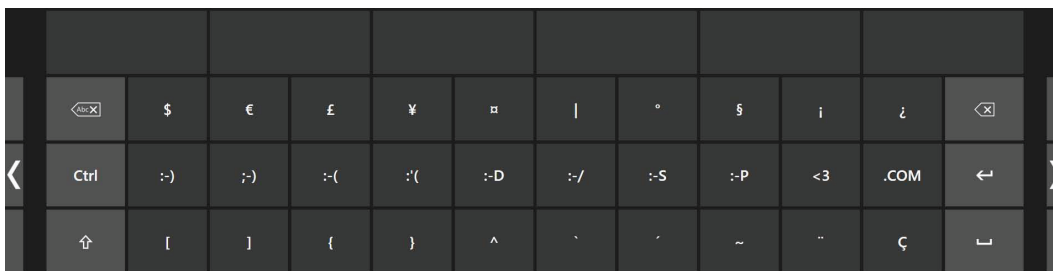 Abc $ € £ ¥ ¤ | ° § ¡ ¿
Ctrl :-) ;-) :-( :'( :-D :-/ :-S :-P <3 .COM
[ ] { } ^ ` ´ ~ ¨ Ç